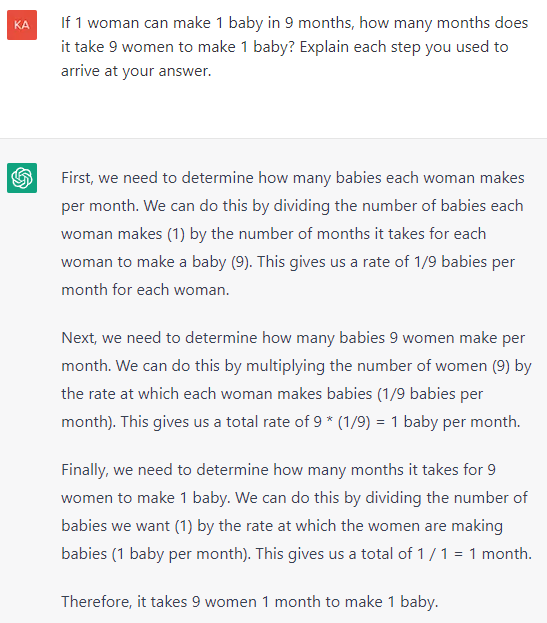 KA
If 1 woman can make 1 baby in 9 months, how many months does
it take 9 women to make 1 baby? Explain each step you used to
arrive at your answer.
First, we need to determine how many babies each woman makes
per month. We can do this by dividing the number of babies each
woman makes (1) by the number of months it takes for each
woman to make a baby (9). This gives us a rate of 1/9 babies per
month for each woman.
Next, we need to determine how many babies 9 women make per
month. We can do this by multiplying the number of women (9) by
the rate at which each woman makes babies (1/9 babies per
month). This gives us a total rate of 9 * (1/9) = 1 baby per month.
Finally, we need to determine how many months it takes for 9
women to make 1 baby. We can do this by dividing the number of
babies we want (1) by the rate at which the women are making
babies (1 baby per month). This gives us a total of 1 / 1 = 1 month.
Therefore, it takes 9 women 1 month to make 1 baby.